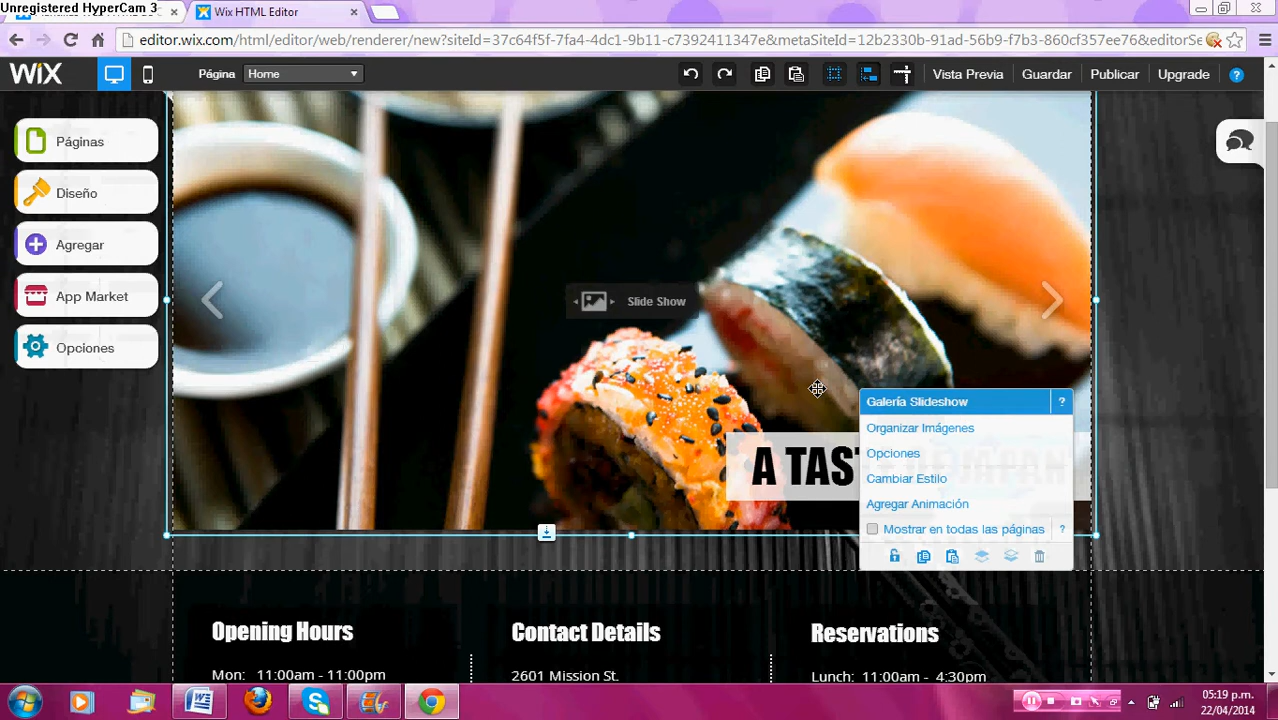 Unregistered HyperCam 3
Wix HTML Editor
editor.wix.com/html/editor/web/renderer/new?siteId=37c64f5f-7fa4-4dc1-9b11-c7392411347e&metaSiteId=12b2330b-91ad-56b9-f7b3-860cf357ee76&editorSe
WiX Página Home Vista Previa Guardar Publicar Upgrade ?
Páginas
Diseño
Agregar
App Market
Opciones
Slide Show
Galería Slideshow ?
Organizar Imágenes
Opciones
Cambiar Estilo
Agregar Animación
Mostrar en todas las páginas ?
A TAS
Opening Hours Contact Details Reservations
Mon: 11:00am - 11:00pm 2601 Mission St. Lunch: 11:00am - 4:30pm
05:19 p.m.
22/04/2014